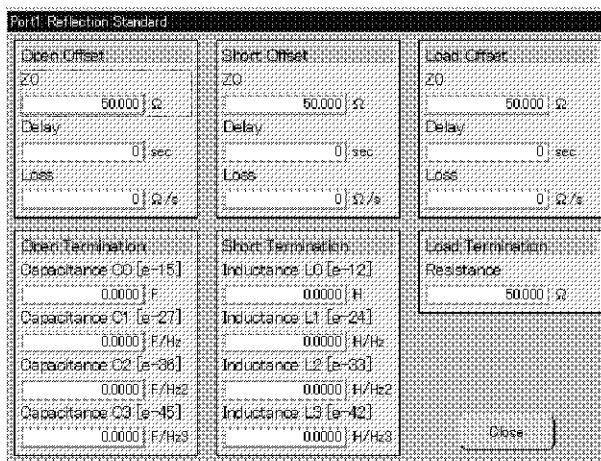 Port1: Reflection Standard
Open Offset
Z0
50.000 Ω
Delay
0 sec
Loss
0 Ω/s
Short Offset
Z0
50.000 Ω
Delay
0 sec
Loss
0 Ω/s
Load Offset
Z0
50.000 Ω
Delay
0 sec
Loss
0 Ω/s
Open Termination
Capacitance C0 [e-15]
0.0000 F
Capacitance C1 [e-27]
0.0000 F/Hz
Capacitance C2 [e-36]
0.0000 F/Hz2
Capacitance C3 [e-45]
0.0000 F/Hz3
Short Termination
Inductance L0 [e-12]
0.0000 H
Inductance L1 [e-24]
0.0000 H/Hz
Inductance L2 [e-33]
0.0000 H/Hz2
Inductance L3 [e-42]
0.0000 H/Hz3
Load Termination
Resistance
50.000 Ω
Close